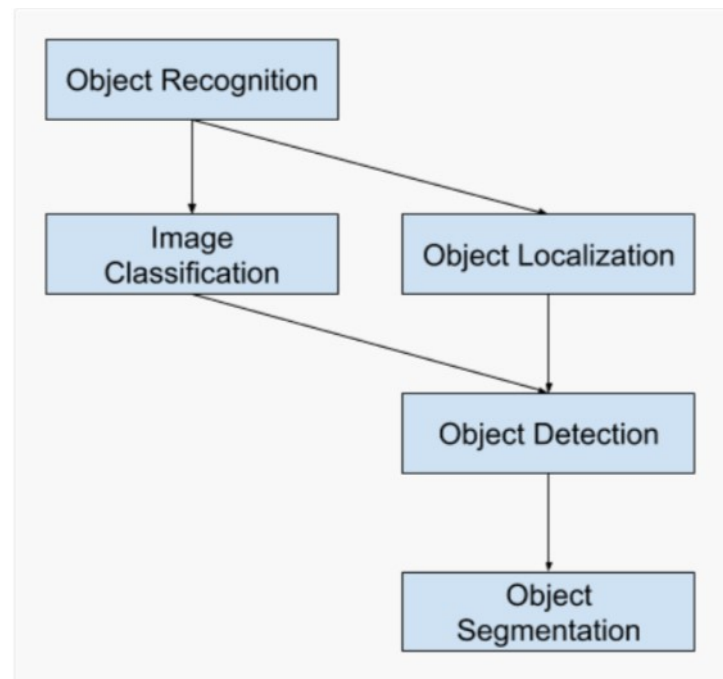 Object Recognition
Image
Classification
Object Localization
Object Detection
Object
Segmentation